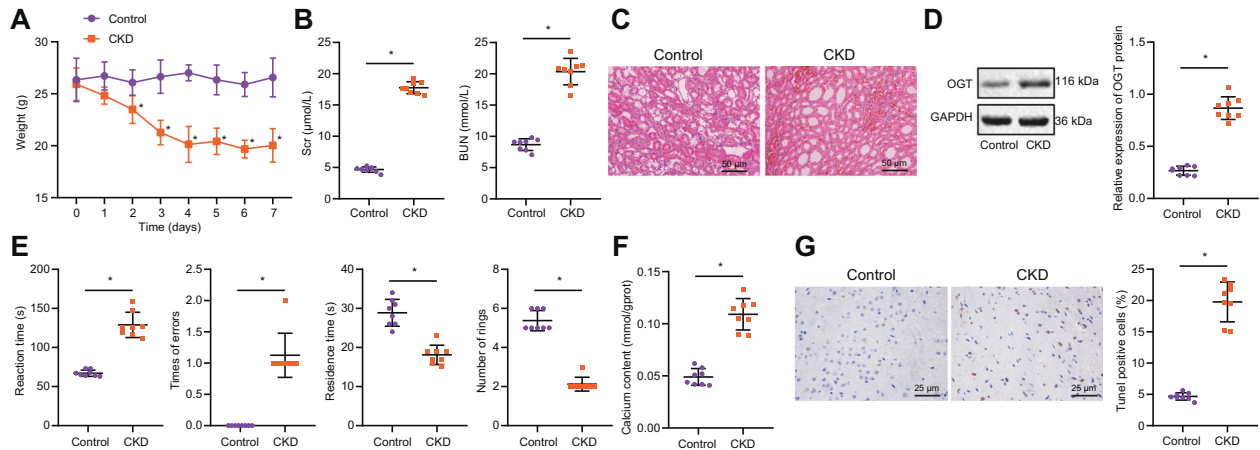 A
Control
CKD
Weight (g)
30
25
20
15
*
*
*
*
*
*
0 1 2 3 4 5 6 7
Time (days)
B
Scr (μmol/L)
25
20
15
10
5
0
*
Control CKD
BUN (mmol/L)
25
20
15
10
5
0
*
Control CKD
C
Control
CKD
50 μm
50 μm
D
OGT
116 kDa
GAPDH
36 kDa
Control CKD
Relative expression of OGT protein
1.5
1.0
0.5
0.0
*
Control CKD
E
Reaction time (s)
200
150
100
50
0
*
Control CKD
Times of errors
2.5
2.0
1.5
1.0
0.5
0.0
*
Control CKD
Residence time (s)
40
30
20
10
0
*
Control CKD
Number of rings
8
6
4
2
0
*
Control CKD
F
Calcium content (mmol/gprot)
0.15
0.10
0.05
0.00
*
Control CKD
G
Control
CKD
25 μm
25 μm
Tunel positive cells (%)
25
20
15
10
5
0
*
Control CKD